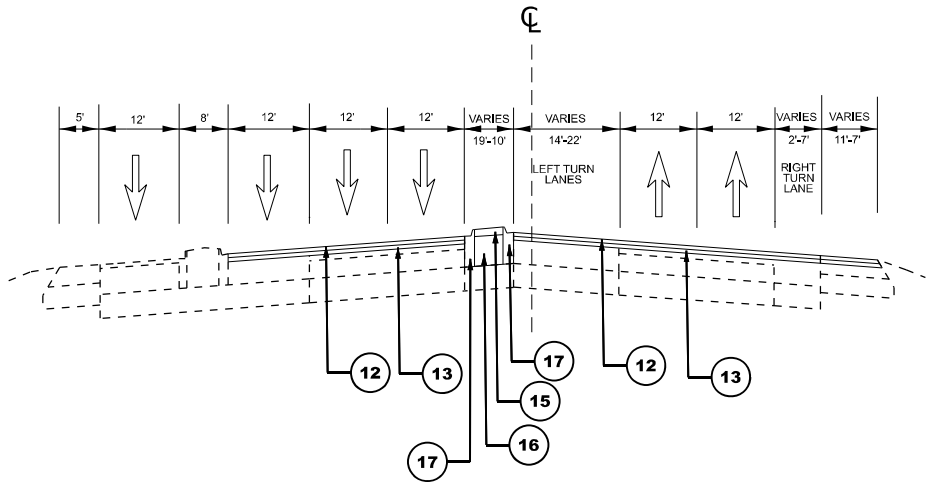 ℄
5' 12' 8' 12' 12' 12' VARIES VARIES 12' 12' VARIES VARIES
19'-10' 14'-22' 2'-7' 11'-7'
LEFT TURN
LANES
RIGHT
TURN
LANE
17
12 13 12 13
15
16
17